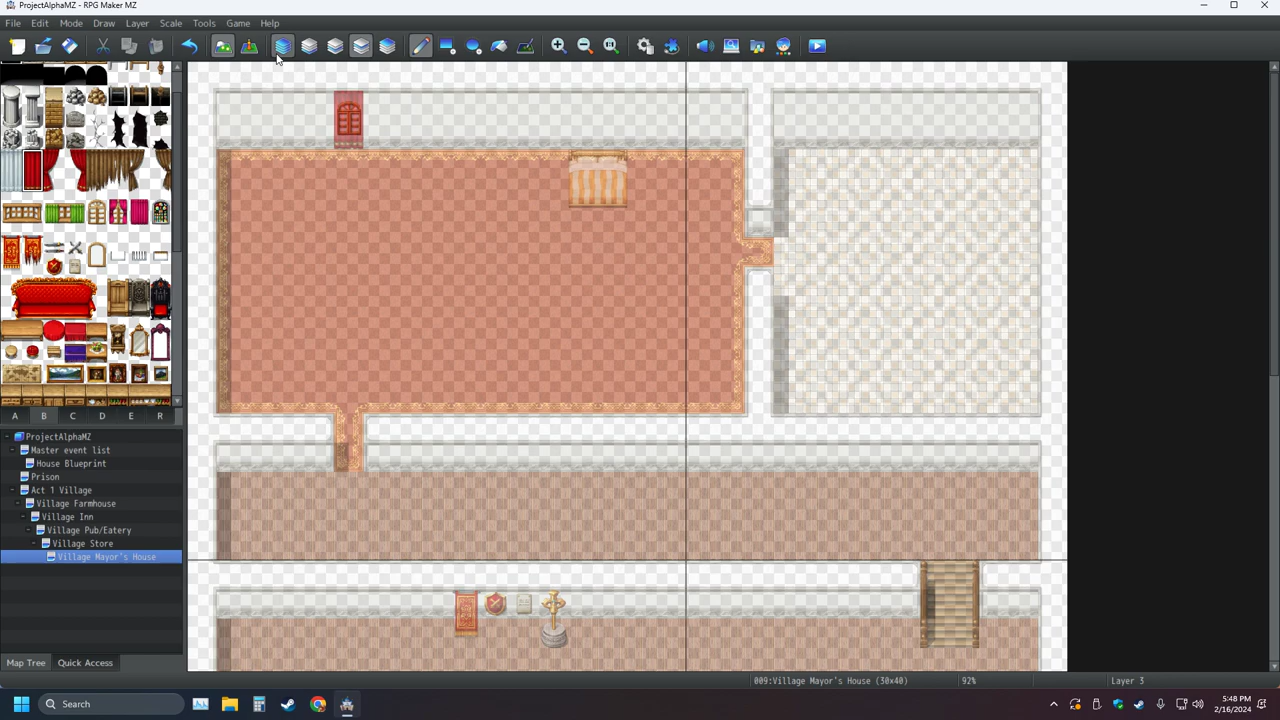 ProjectAlphaMZ - RPG Maker MZ
File Edit Mode Draw Layer Scale Tools Game Help
A B C D E R
ProjectAlphaMZ
Master event list
House Blueprint
Prison
Act 1 Village
Village Farmhouse
Village Inn
Village Pub/Eatery
Village Store
Village Mayor's House
Map Tree Quick Access
009:Village Mayor's House (30x40) 92% Layer 3
Search
5:48 PM
2/16/2024